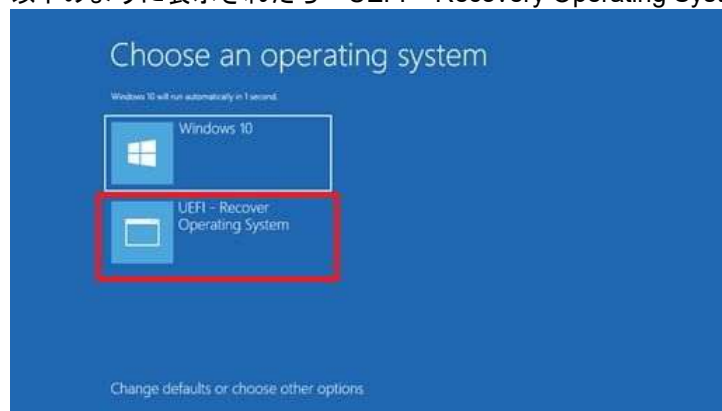 以下のように表示されたら UEFI – Recovery Operating Sys
Choose an operating system
Windows 10 will run automatically in 1 second.
Windows 10
UEFI - Recover
Operating System
Change defaults or choose other options